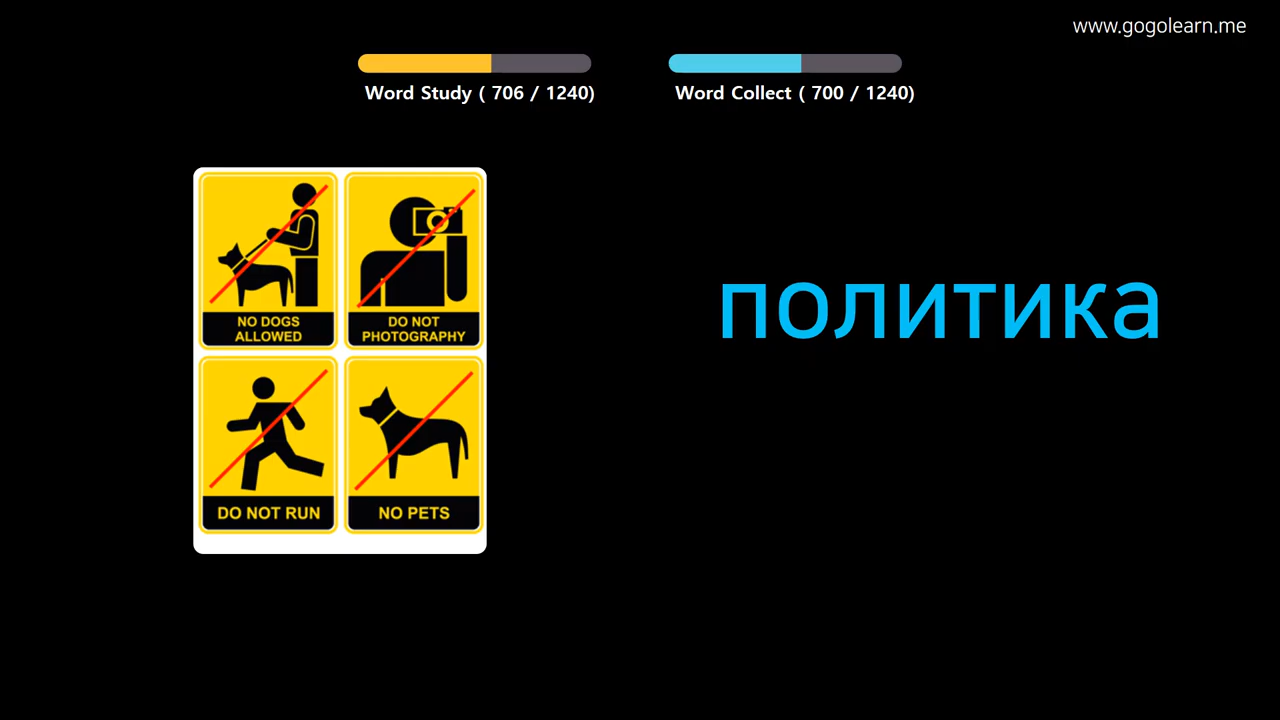 www.gogolearn.me
Word Study ( 706 / 1240)
Word Collect ( 700 / 1240)
NO DOGS
ALLOWED
DO NOT
PHOTOGRAPHY
DO NOT RUN
NO PETS
политика